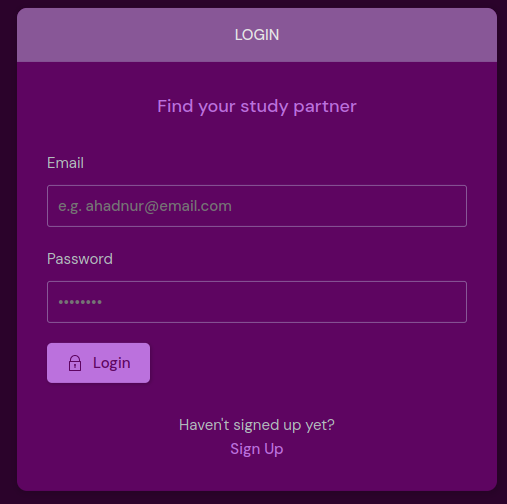 LOGIN
Find your study partner
Email
e.g. ahadnur@email.com
Password
••••••••
Login
Haven't signed up yet?
Sign Up